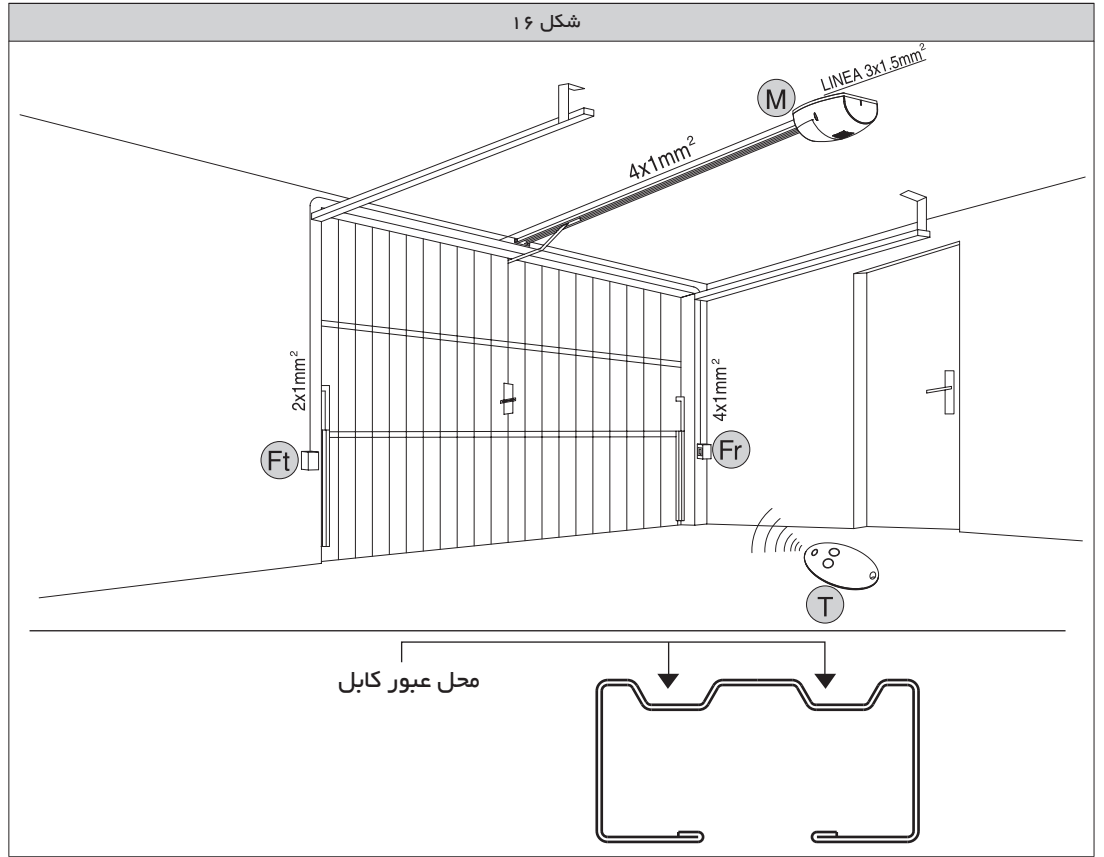 شکل ۱۶
LINEA 3x1.5mm²
M
4x1mm²
2x1mm²
4x1mm²
Ft
Fr
T
محل عبور کابل